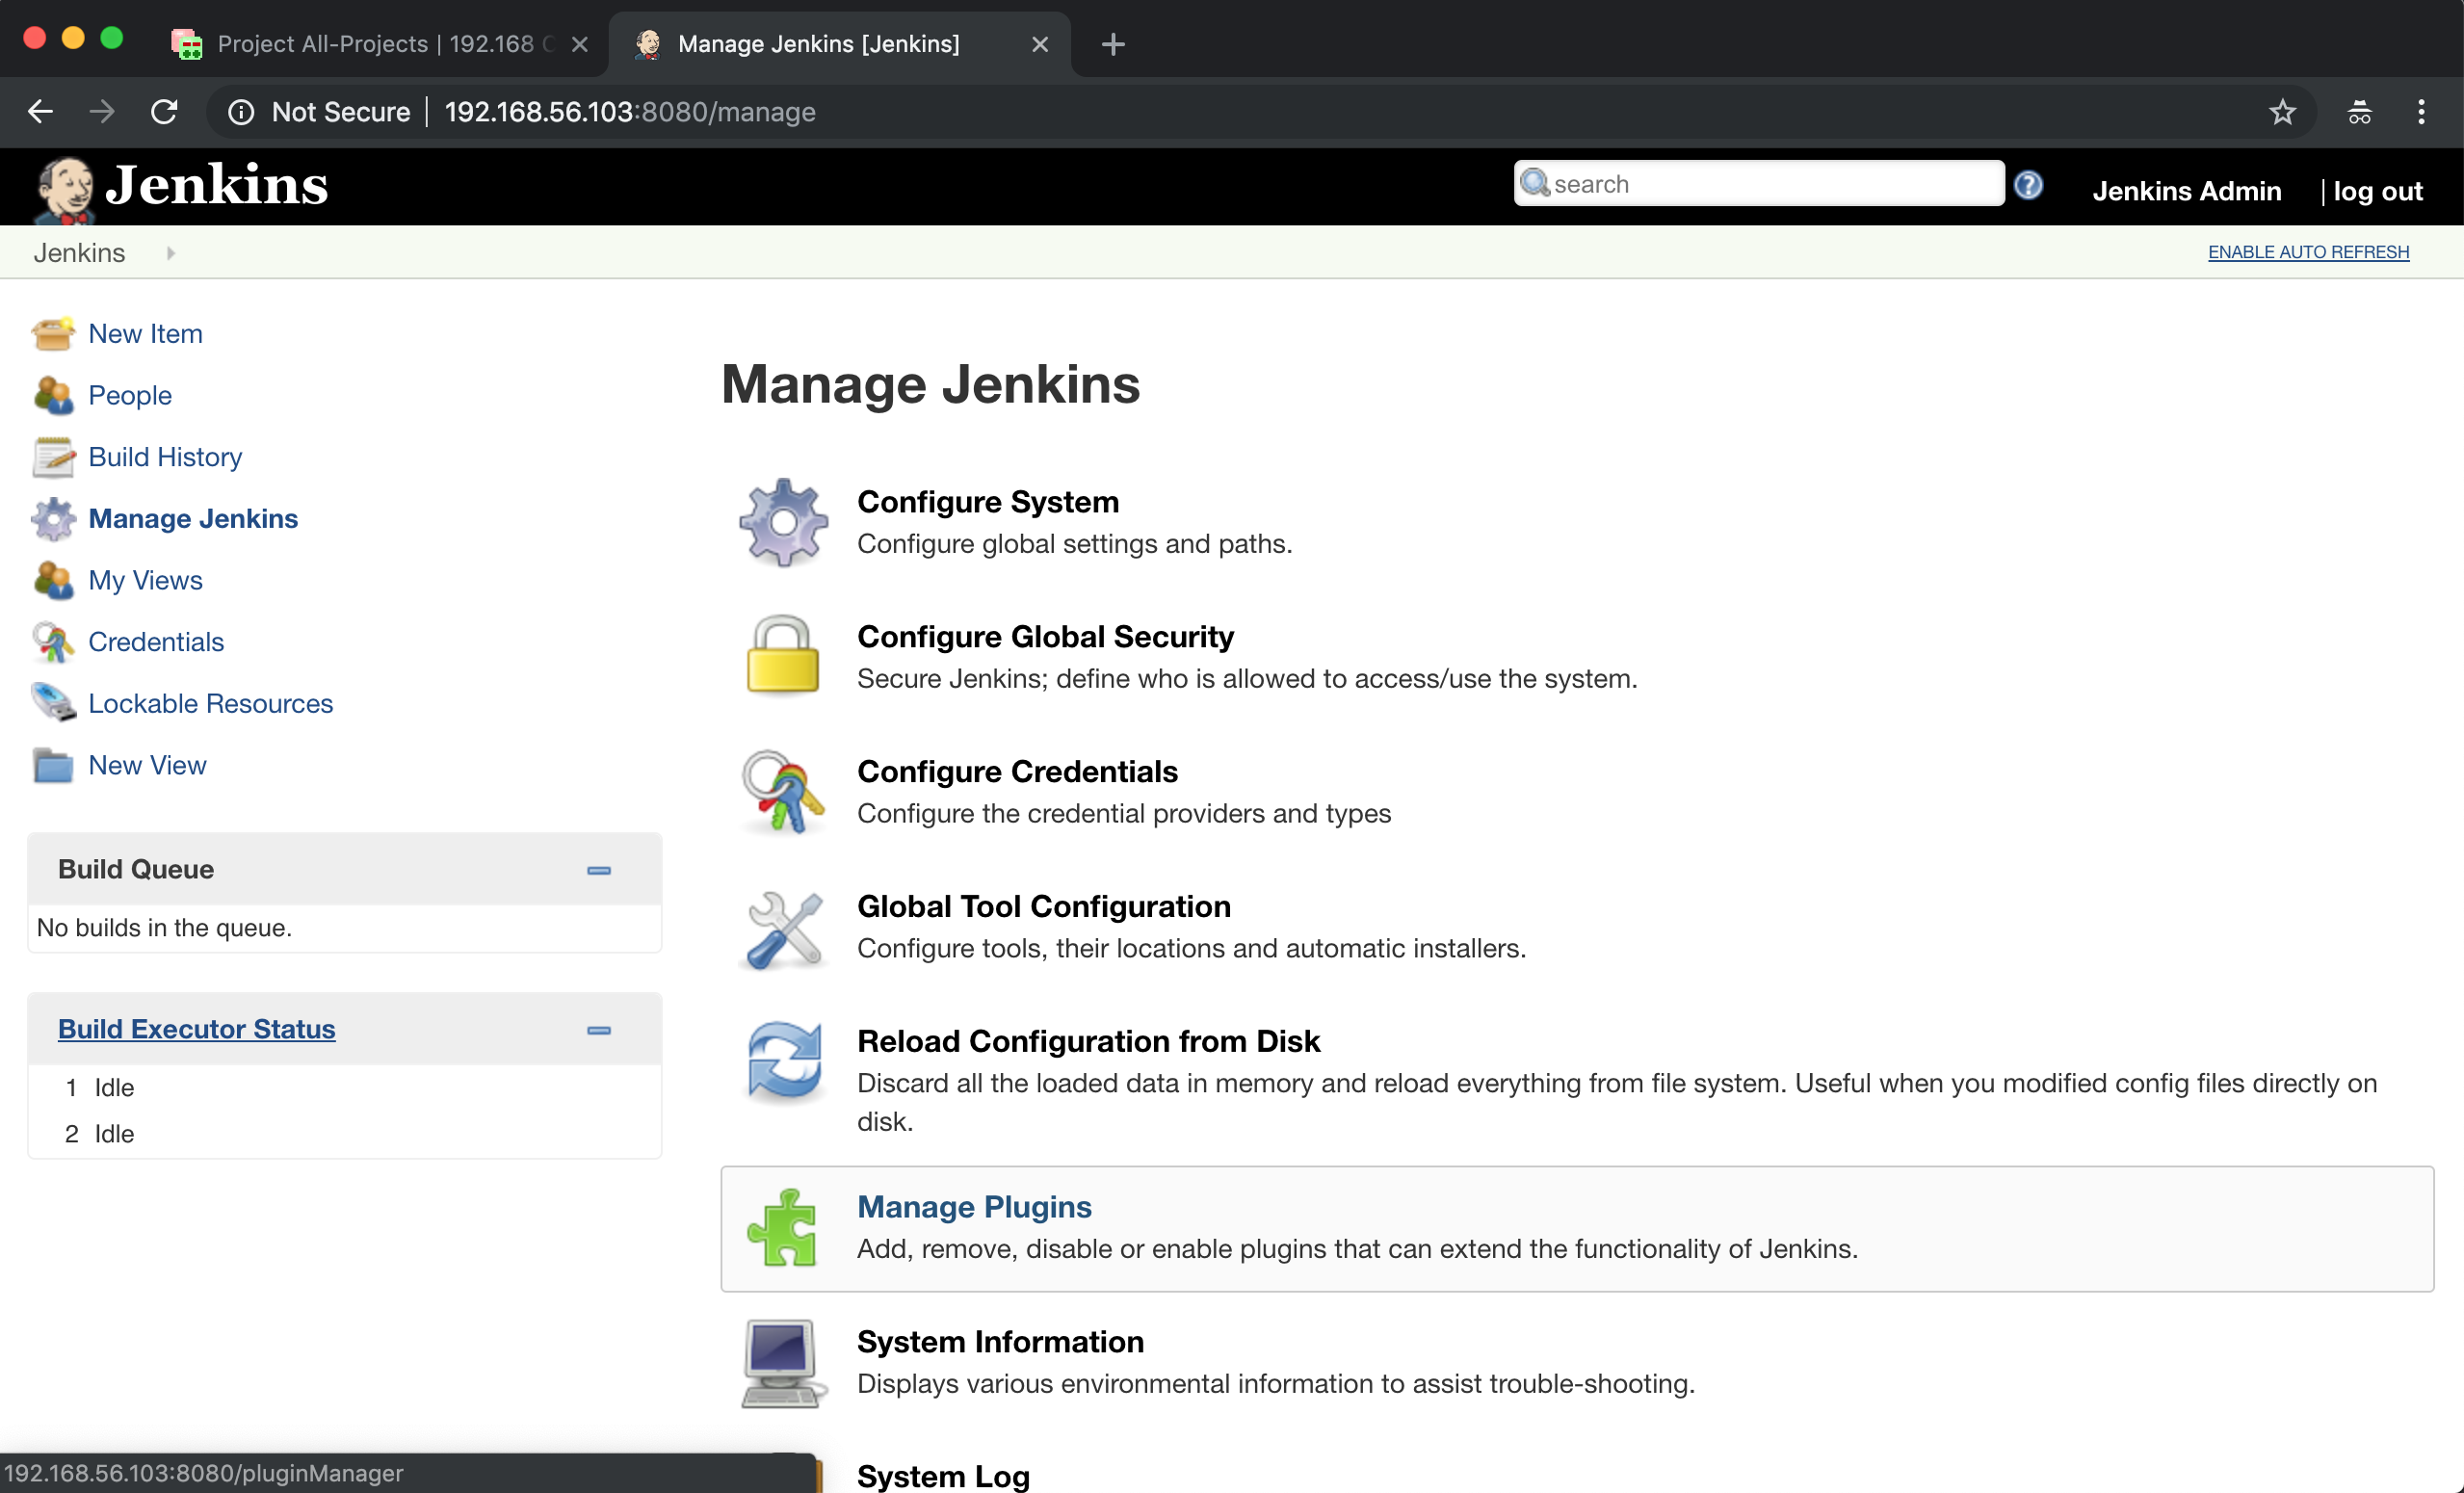 Project All-Projects | 192.168
Manage Jenkins [Jenkins]
Not Secure | 192.168.56.103:8080/manage
Jenkins
search
Jenkins Admin | log out
Jenkins
ENABLE AUTO REFRESH
New Item
People
Build History
Manage Jenkins
My Views
Credentials
Lockable Resources
New View
Build Queue
No builds in the queue.
Build Executor Status
1 Idle
2 Idle
Manage Jenkins
Configure System
Configure global settings and paths.
Configure Global Security
Secure Jenkins; define who is allowed to access/use the system.
Configure Credentials
Configure the credential providers and types
Global Tool Configuration
Configure tools, their locations and automatic installers.
Reload Configuration from Disk
Discard all the loaded data in memory and reload everything from file system. Useful when you modified config files directly on
disk.
Manage Plugins
Add, remove, disable or enable plugins that can extend the functionality of Jenkins.
System Information
Displays various environmental information to assist trouble-shooting.
System Log
192.168.56.103:8080/pluginManager